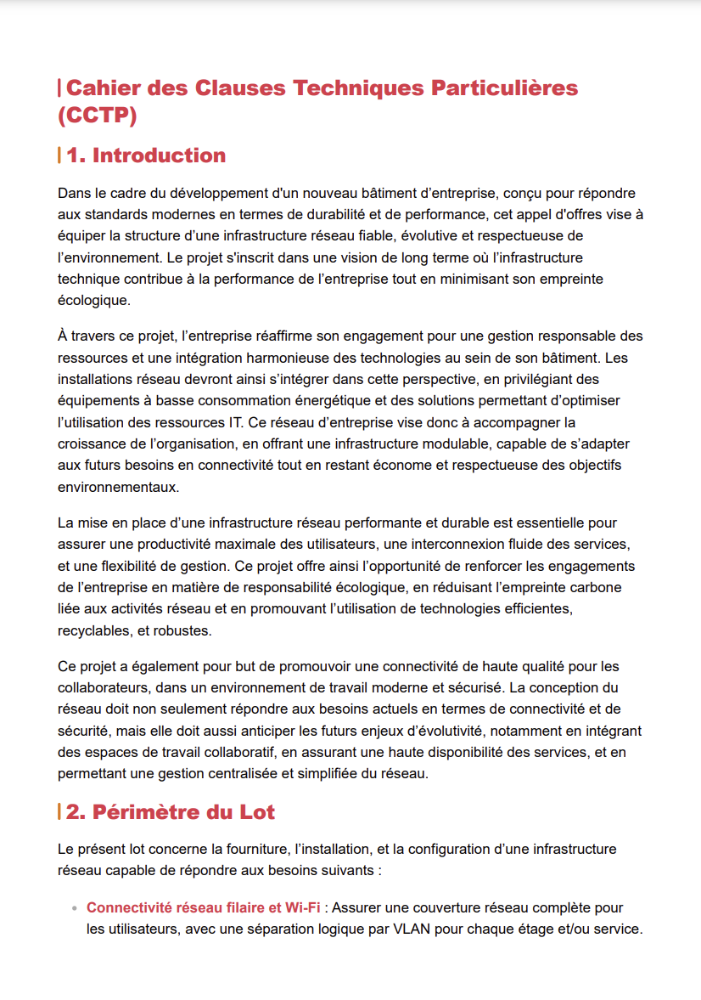 Cahier des Clauses Techniques Particulières
(CCTP)
1. Introduction
Dans le cadre du développement d'un nouveau bâtiment d’entreprise, conçu pour répondre
aux standards modernes en termes de durabilité et de performance, cet appel d'offres vise à
équiper la structure d’une infrastructure réseau fiable, évolutive et respectueuse de
l’environnement. Le projet s'inscrit dans une vision de long terme où l’infrastructure
technique contribue à la performance de l’entreprise tout en minimisant son empreinte
écologique.
À travers ce projet, l’entreprise réaffirme son engagement pour une gestion responsable des
ressources et une intégration harmonieuse des technologies au sein de son bâtiment. Les
installations réseau devront ainsi s’intégrer dans cette perspective, en privilégiant des
équipements à basse consommation énergétique et des solutions permettant d’optimiser
l’utilisation des ressources IT. Ce réseau d’entreprise vise donc à accompagner la
croissance de l’organisation, en offrant une infrastructure modulable, capable de s’adapter
aux futurs besoins en connectivité tout en restant économe et respectueuse des objectifs
environnementaux.
La mise en place d’une infrastructure réseau performante et durable est essentielle pour
assurer une productivité maximale des utilisateurs, une interconnexion fluide des services,
et une flexibilité de gestion. Ce projet offre ainsi l’opportunité de renforcer les engagements
de l’entreprise en matière de responsabilité écologique, en réduisant l’empreinte carbone
liée aux activités réseau et en promouvant l’utilisation de technologies efficientes,
recyclables, et robustes.
Ce projet a également pour but de promouvoir une connectivité de haute qualité pour les
collaborateurs, dans un environnement de travail moderne et sécurisé. La conception du
réseau doit non seulement répondre aux besoins actuels en termes de connectivité et de
sécurité, mais elle doit aussi anticiper les futurs enjeux d’évolutivité, notamment en intégrant
des espaces de travail collaboratif, en assurant une haute disponibilité des services, et en
permettant une gestion centralisée et simplifiée du réseau.
2. Périmètre du Lot
Le présent lot concerne la fourniture, l’installation, et la configuration d’une infrastructure
réseau capable de répondre aux besoins suivants :
• Connectivité réseau filaire et Wi-Fi : Assurer une couverture réseau complète pour
les utilisateurs, avec une séparation logique par VLAN pour chaque étage et/ou service.